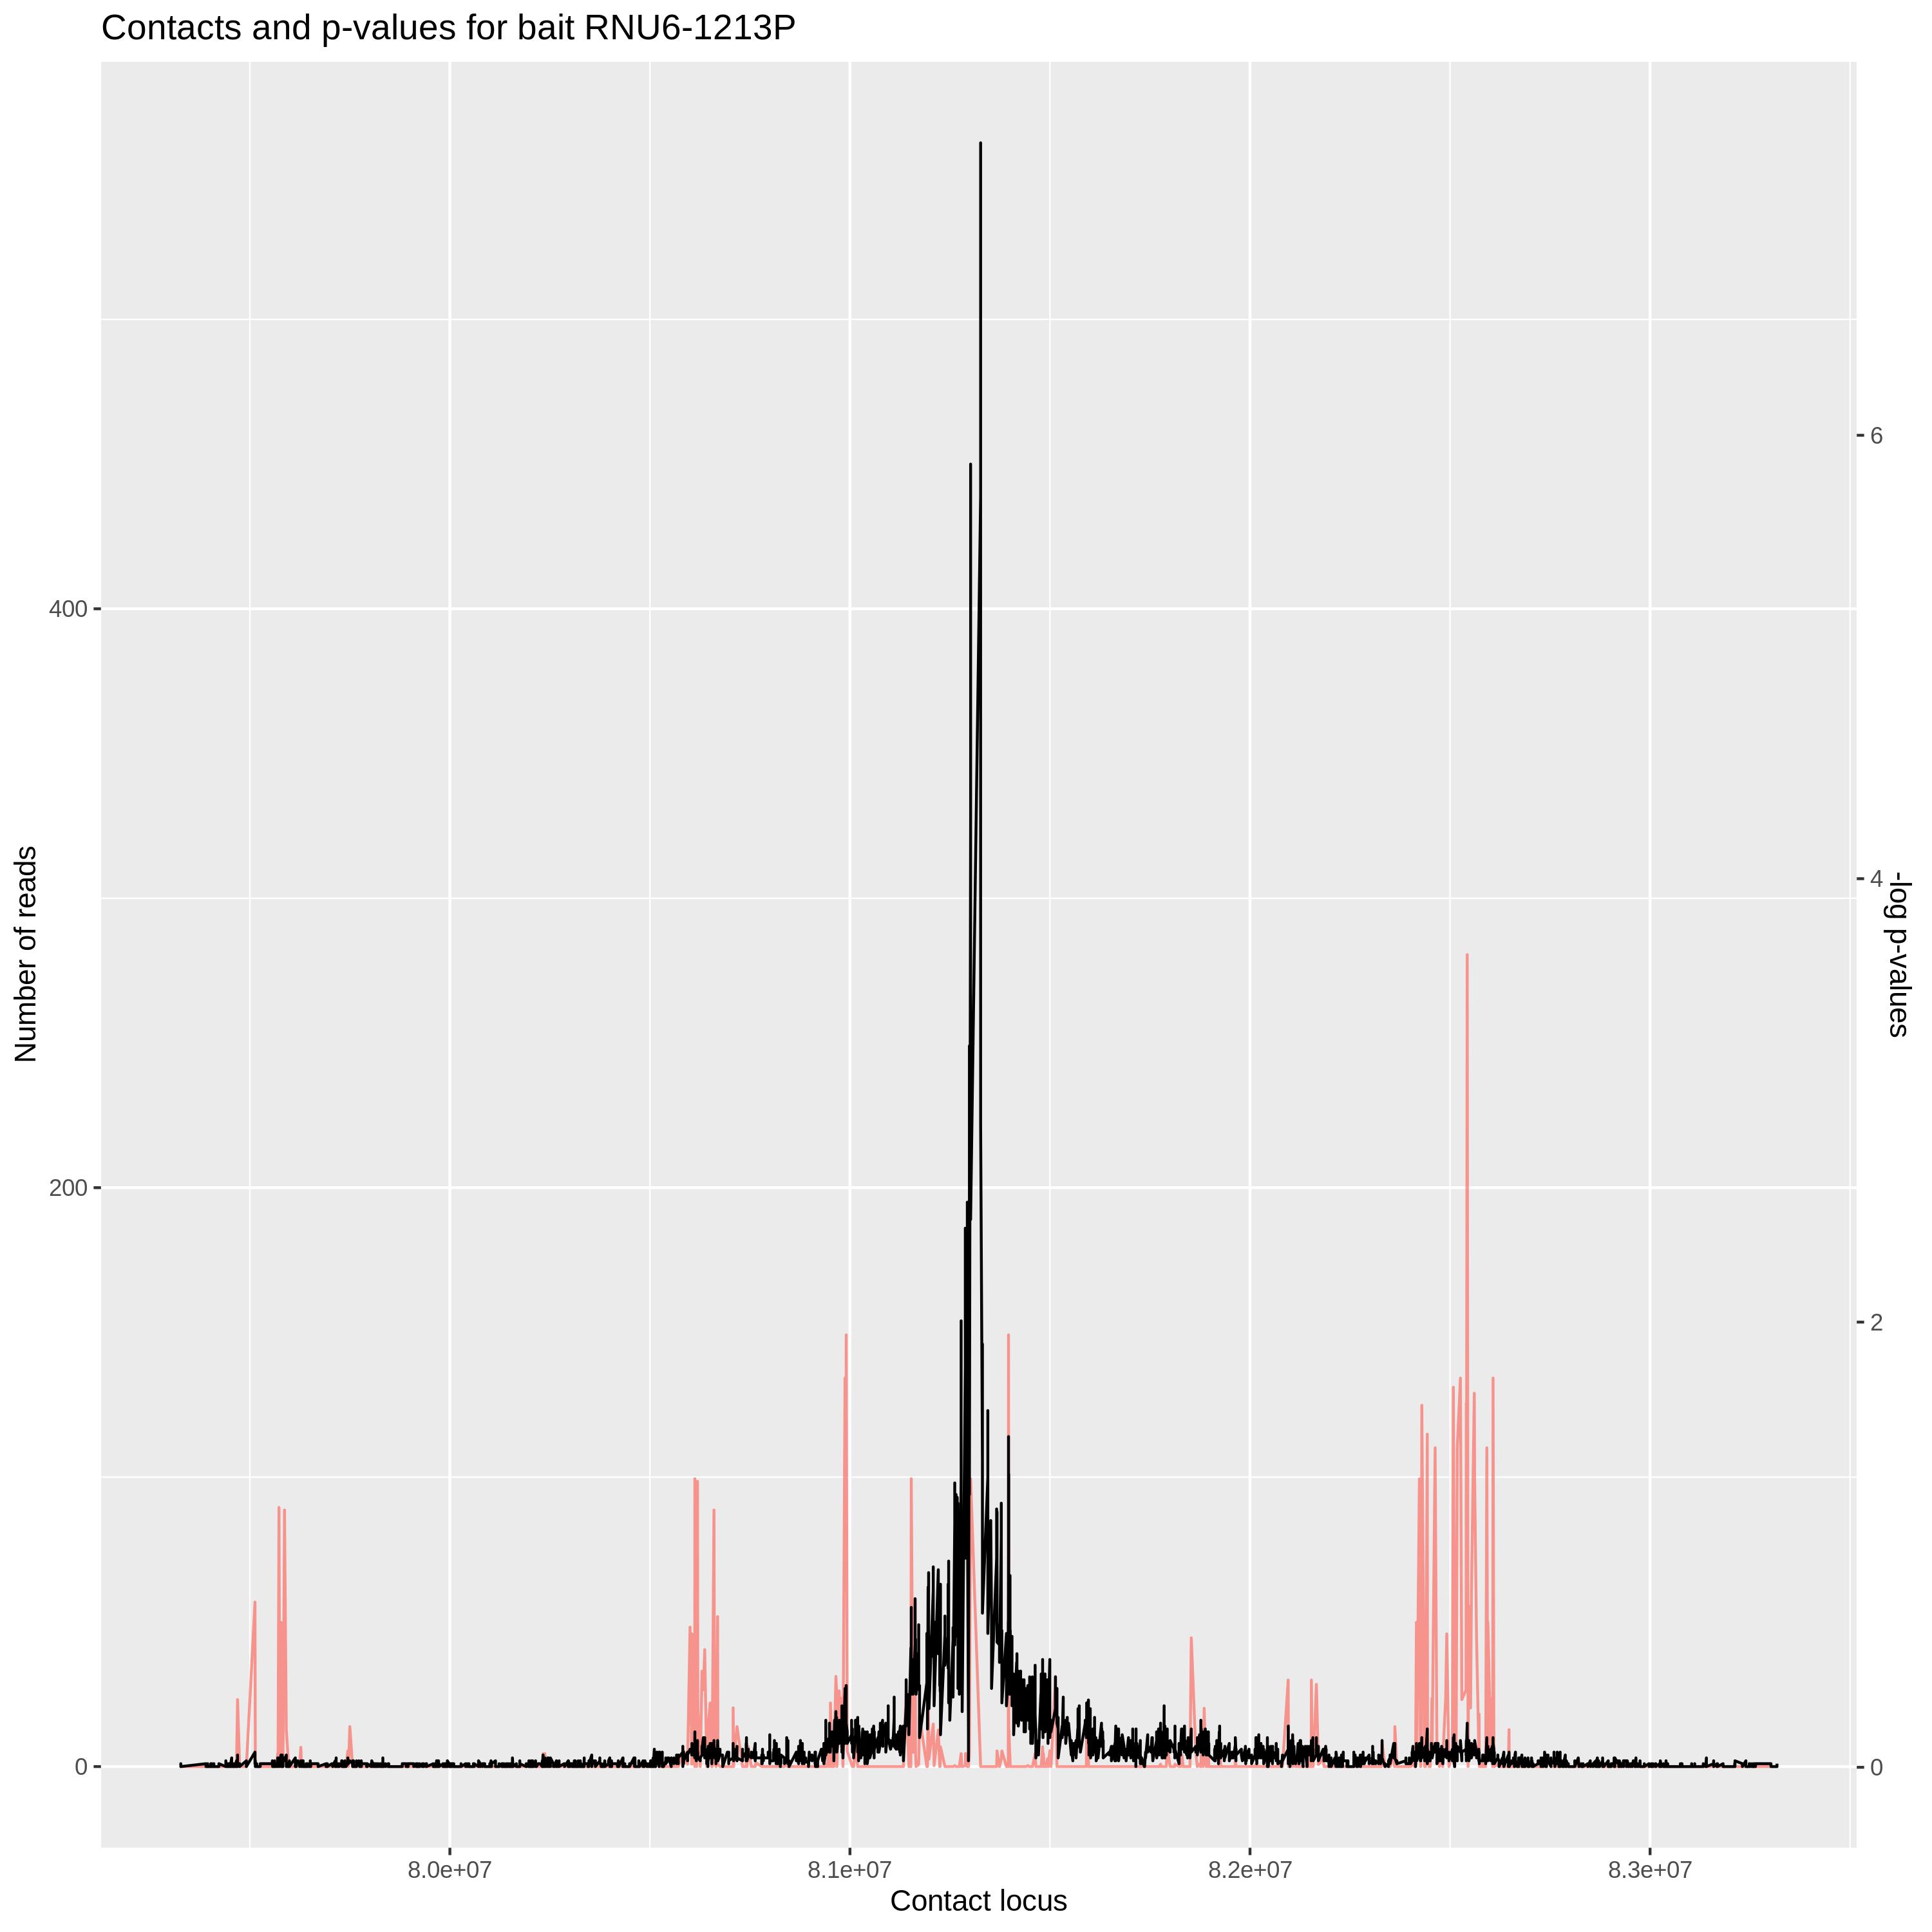 Contacts and p-values for bait RNU6-1213P
Number of reads
400
200
0
6
4
2
0
-log p-values
8.0e+07
8.1e+07
8.2e+07
8.3e+07
Contact locus